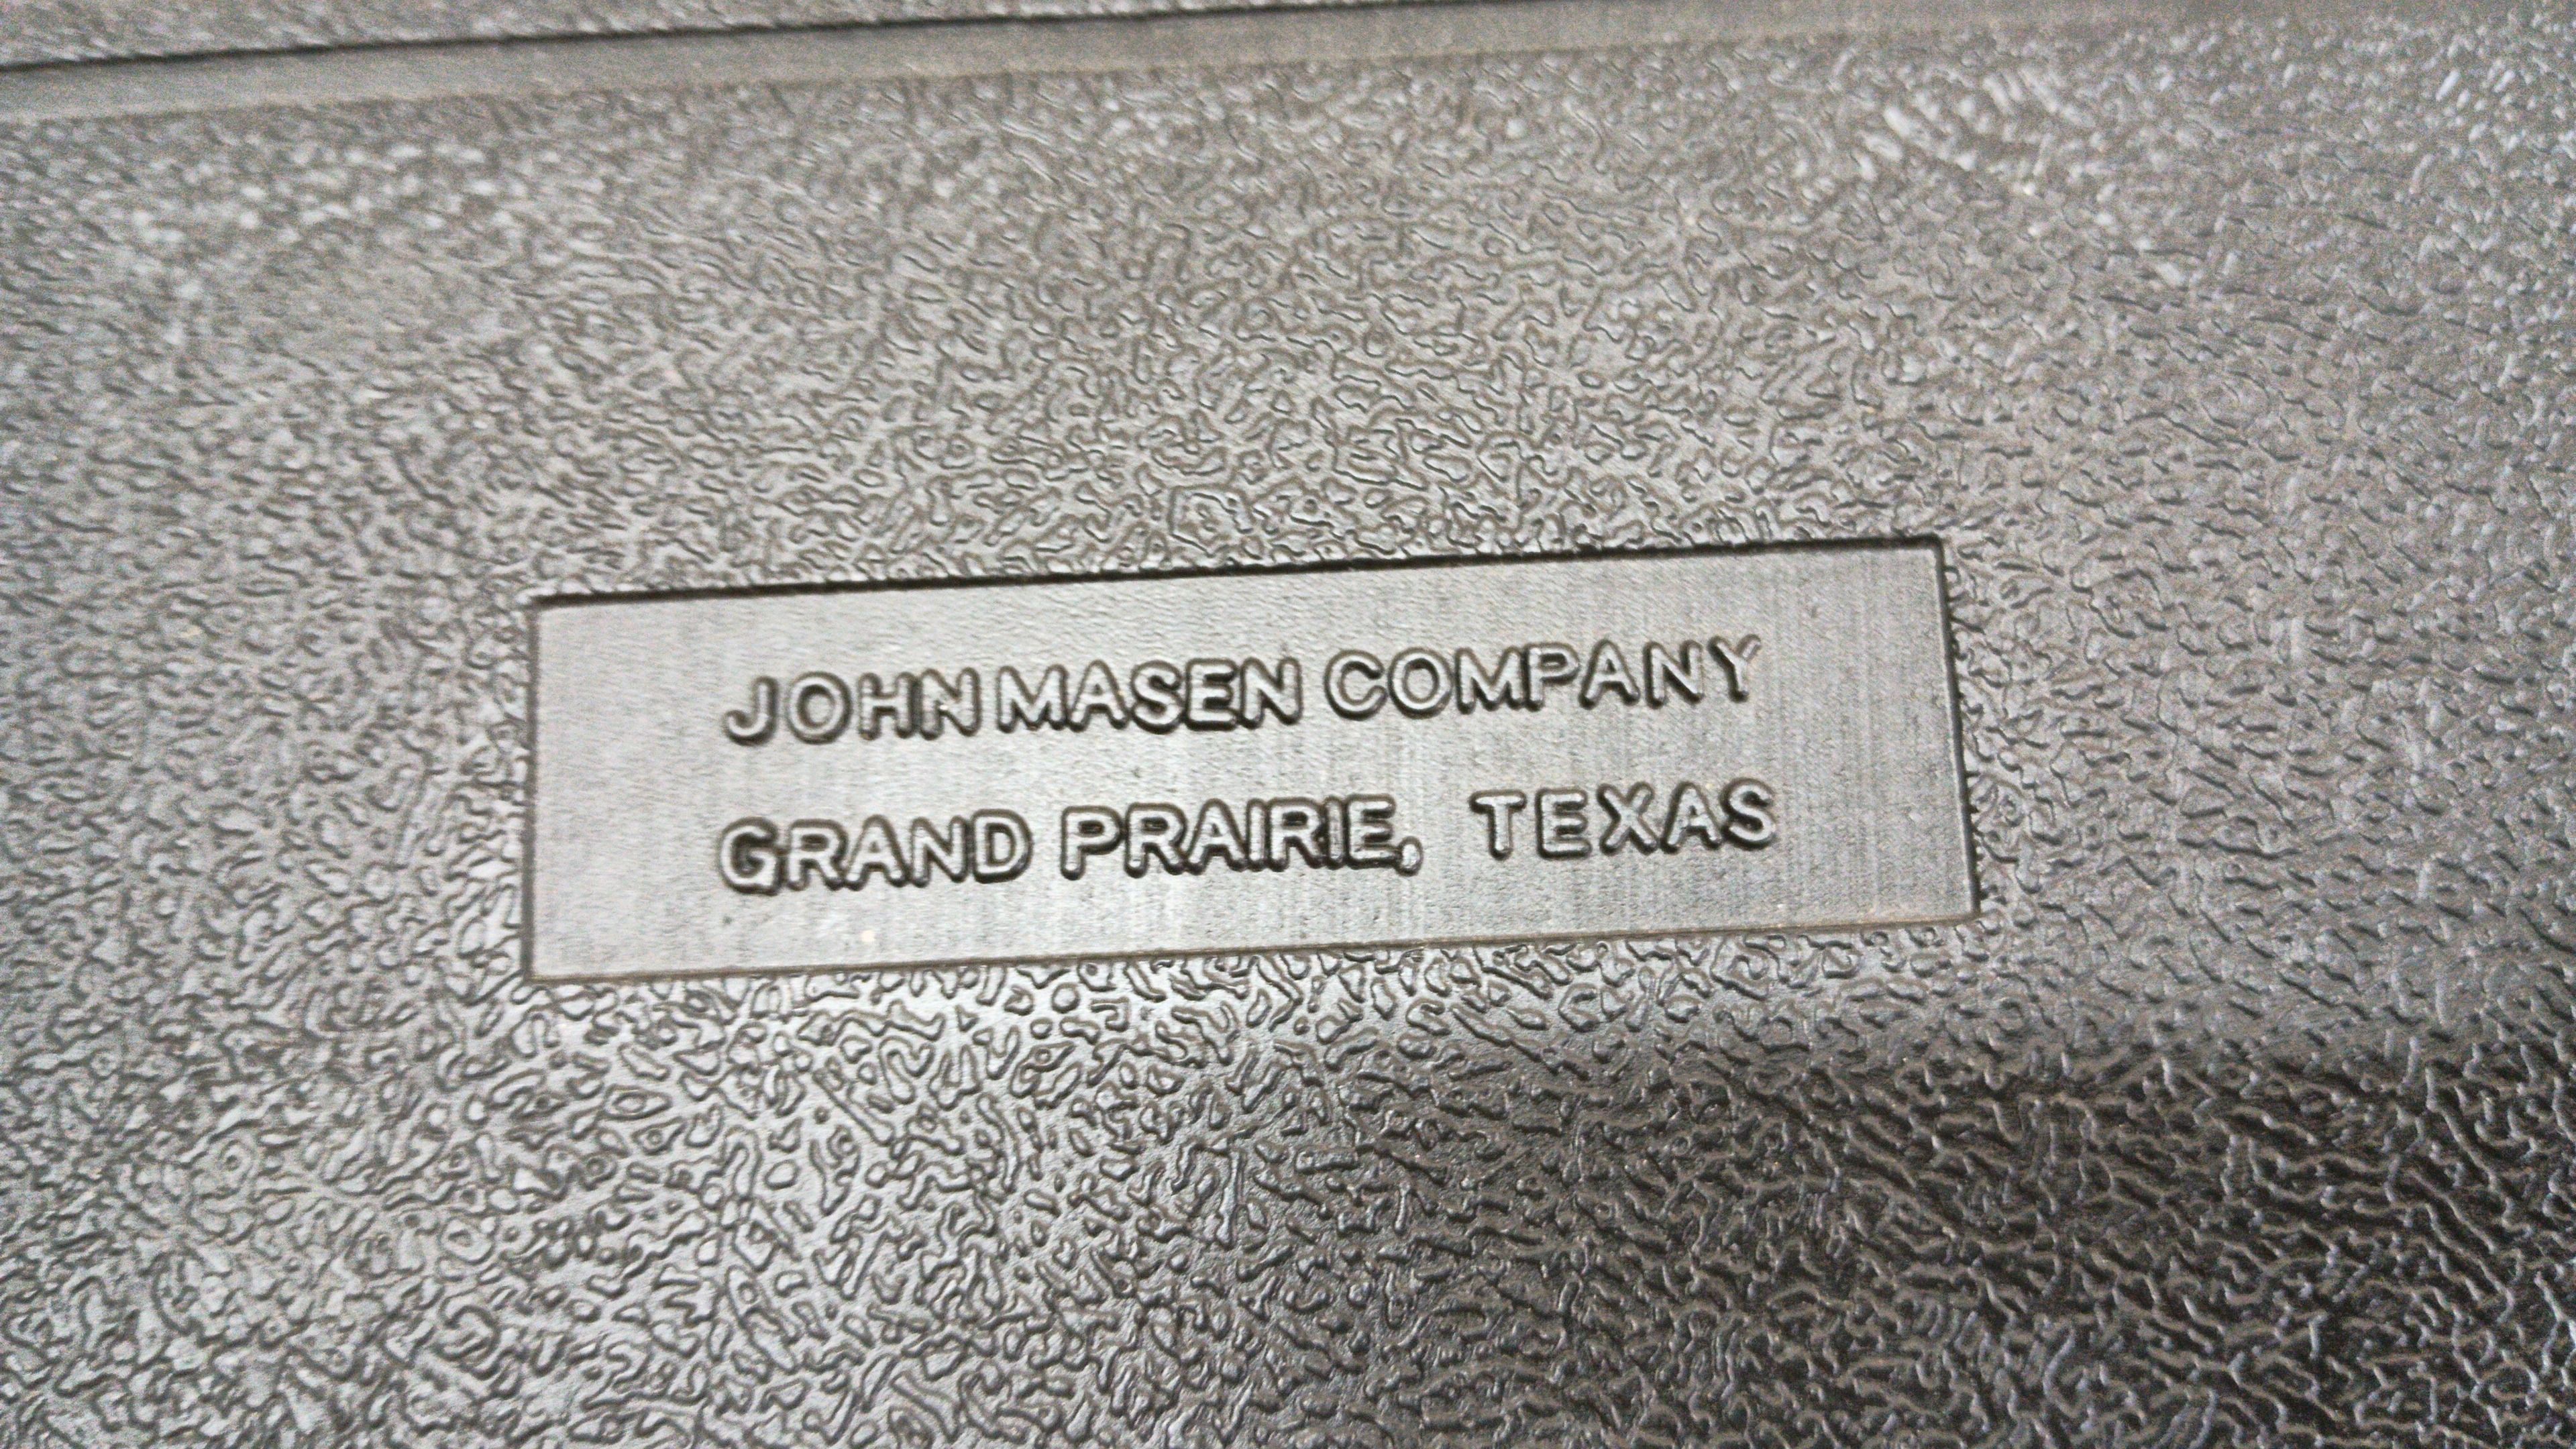 JOHN MASEN COMPANY
GRAND PRAIRIE, TEXAS